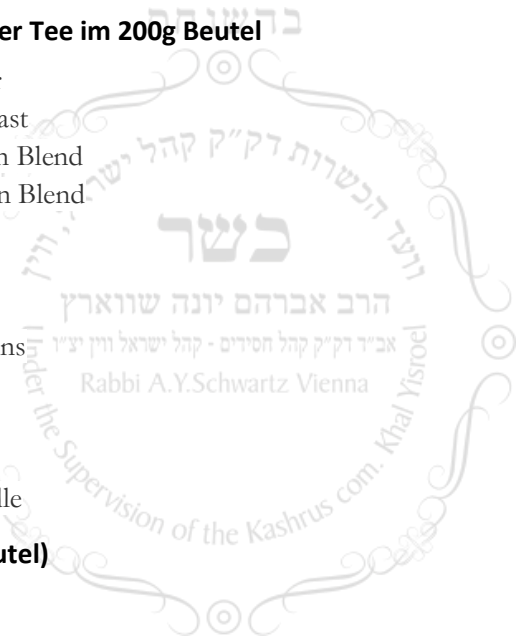 er Tee im 200g Beutel
בהשגחת
ast
n Blend
n Blend
ועד הכשרות דק״ק קהל
כשר
הרב אברהם יונה שווארץ
ns
אב״ד דק״ק קהל חסידים - קהל ישראל ווין יצ״ו
Rabbi A.Y.Schwartz Vienna
Under the Supervision of the Kashrus com. Khal Yisroel
lle
utel)